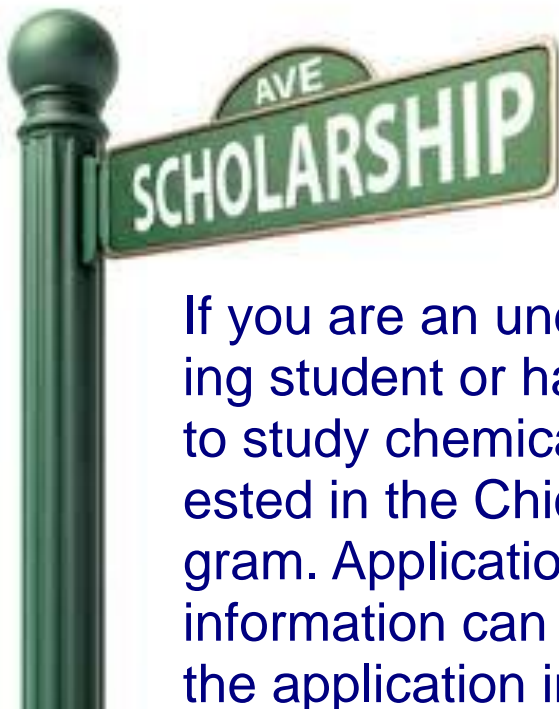 AVE
SCHOLARSHIP
If you are an und
ing student or ha
to study chemica
ested in the Chic
gram. Applicatio
information can
the application i